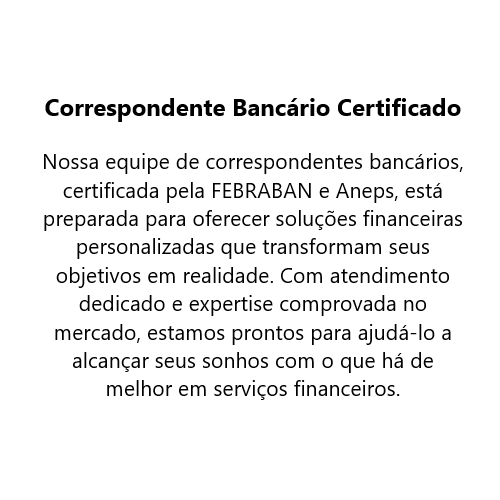 Correspondente Bancário Certificado
Nossa equipe de correspondentes bancários,
certificada pela FEBRABAN e Aneps, está
preparada para oferecer soluções financeiras
personalizadas que transformam seus
objetivos em realidade. Com atendimento
dedicado e expertise comprovada no
mercado, estamos prontos para ajudá-lo a
alcançar seus sonhos com o que há de
melhor em serviços financeiros.